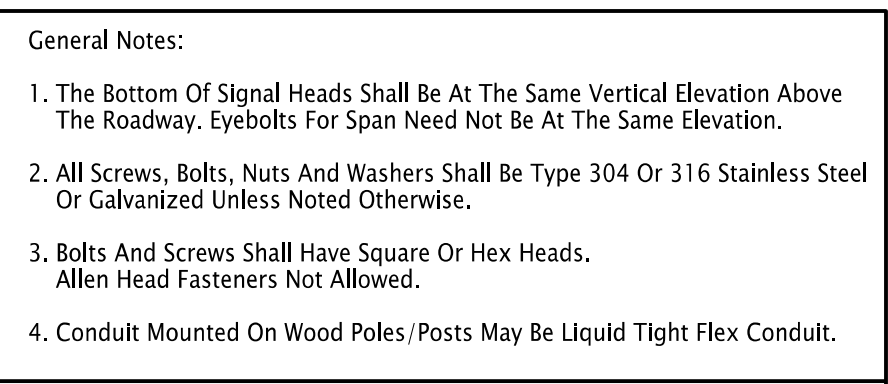 General Notes:
1. The Bottom Of Signal Heads Shall Be At The Same Vertical Elevation Above
The Roadway. Eyebolts For Span Need Not Be At The Same Elevation.
2. All Screws, Bolts, Nuts And Washers Shall Be Type 304 Or 316 Stainless Steel
Or Galvanized Unless Noted Otherwise.
3. Bolts And Screws Shall Have Square Or Hex Heads.
Allen Head Fasteners Not Allowed.
4. Conduit Mounted On Wood Poles/Posts May Be Liquid Tight Flex Conduit.